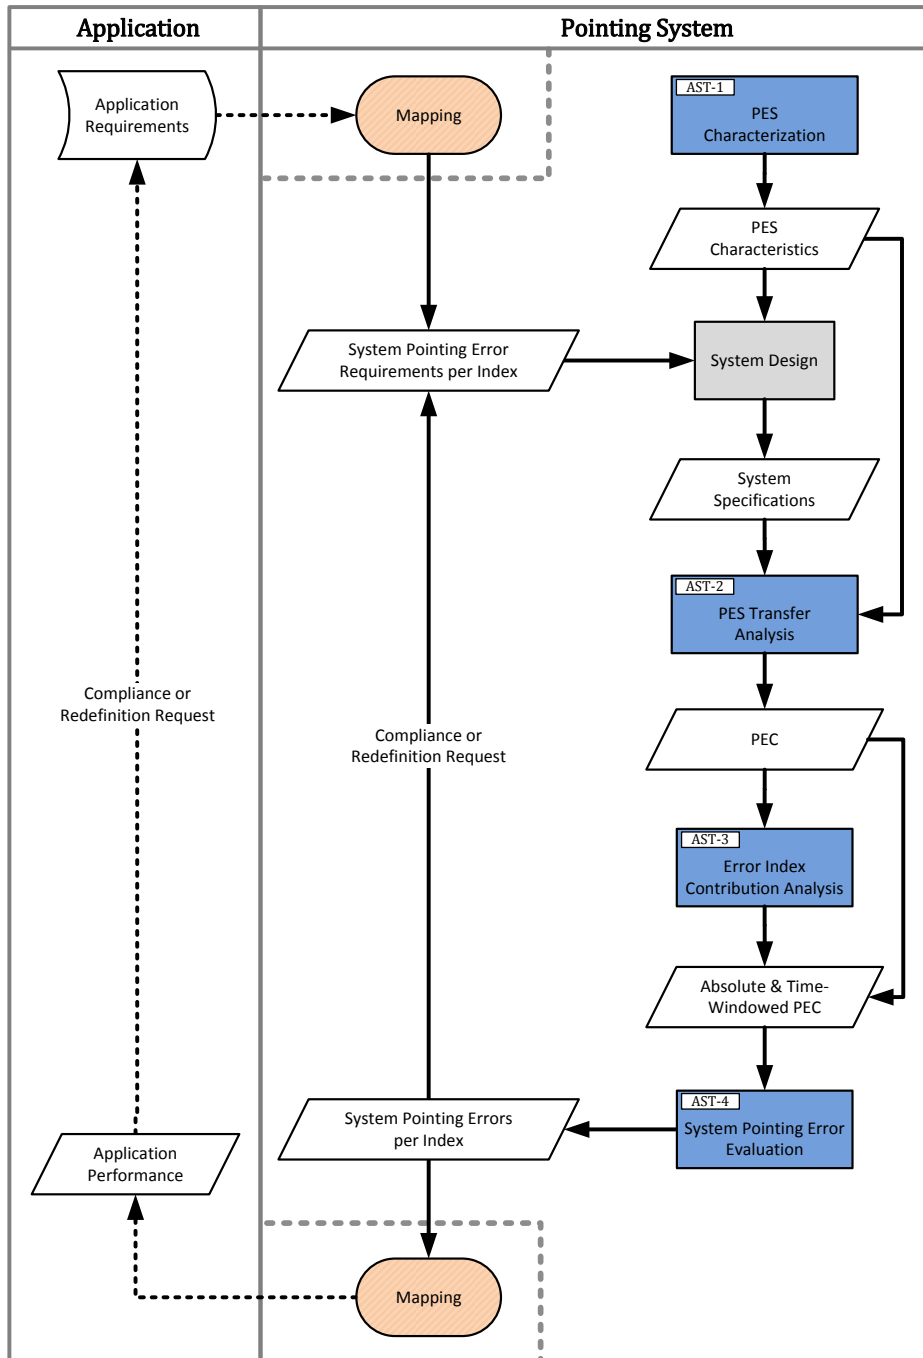 Application
Pointing System
Application
Requirements
Mapping
AST-1
PES
Characterization
PES
Characteristics
System Pointing Error
Requirements per Index
System Design
System
Specifications
AST-2
PES Transfer
Analysis
Compliance or
Redefinition Request
Compliance or
Redefinition Request
PEC
AST-3
Error Index
Contribution Analysis
Absolute & Time-
Windowed PEC
AST-4
System Pointing Error
Evaluation
System Pointing Errors
per Index
Application
Performance
Mapping